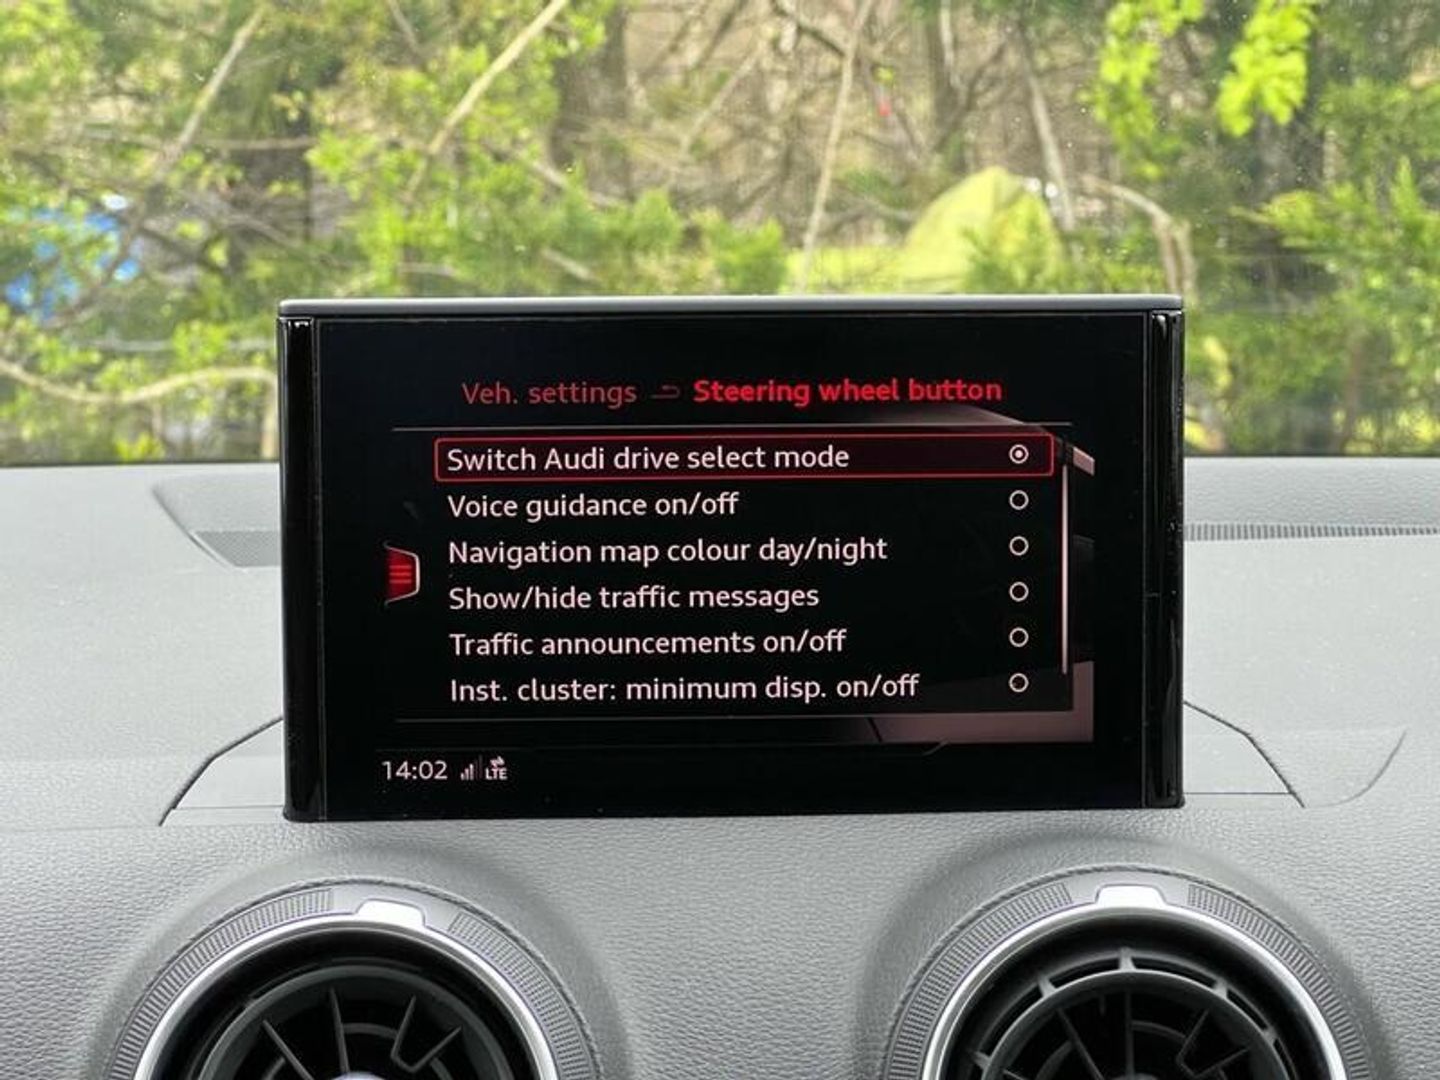 Veh. settings Steering wheel button
Switch Audi drive select mode
Voice guidance on/off
Navigation map colour day/night
Show/hide traffic messages
Traffic announcements on/off
Inst. cluster: minimum disp. on/off
14:02 LTE